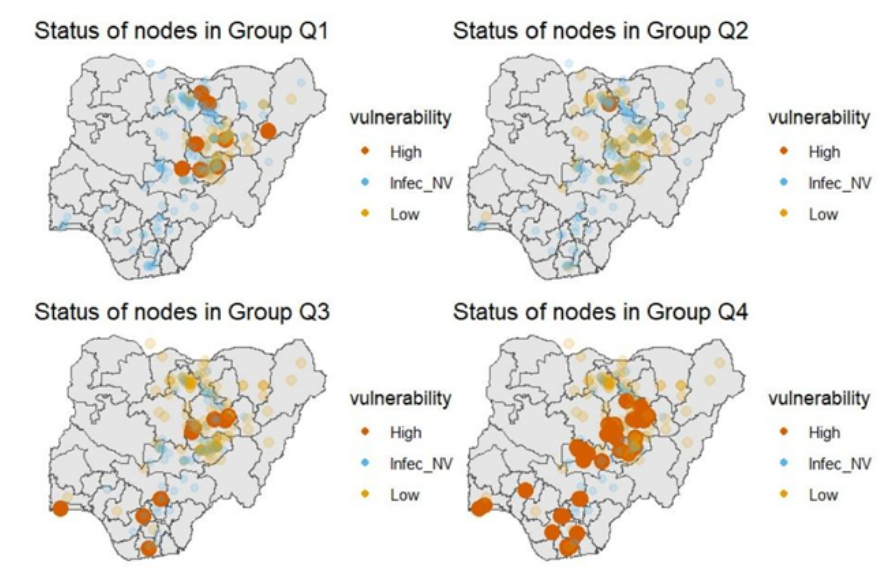 Status of nodes in Group Q1
vulnerability
High
Infec_NV
Low
Status of nodes in Group Q2
vulnerability
High
Infec_NV
Low
Status of nodes in Group Q3
vulnerability
High
Infec_NV
Low
Status of nodes in Group Q4
vulnerability
High
Infec_NV
Low